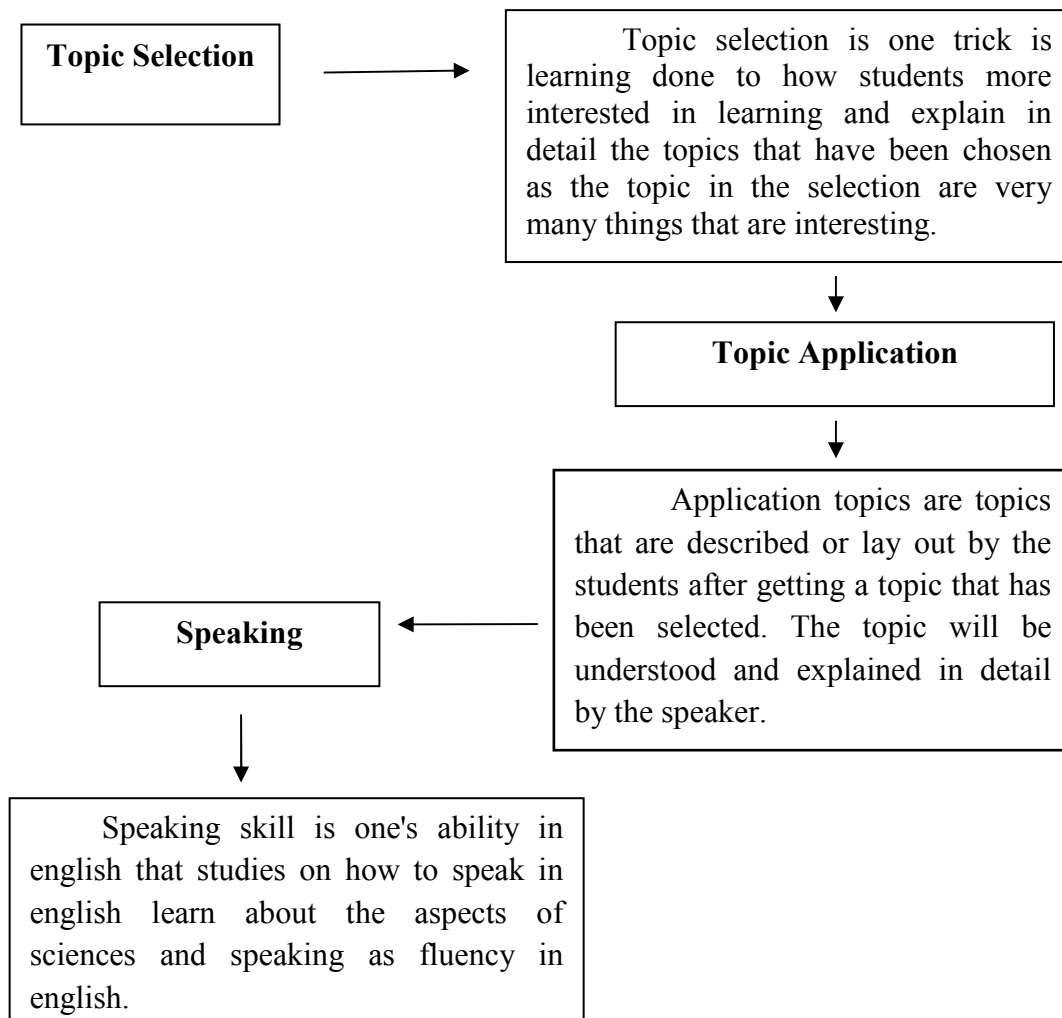 Topic Selection
Topic selection is one trick is
learning done to how students more
interested in learning and explain in
detail the topics that have been chosen
as the topic in the selection are very
many things that are interesting.
Topic Application
Application topics are topics
that are described or lay out by the
students after getting a topic that has
been selected. The topic will be
understood and explained in detail
by the speaker.
Speaking
Speaking skill is one's ability in
english that studies on how to speak in
english learn about the aspects of
sciences and speaking as fluency in
english.